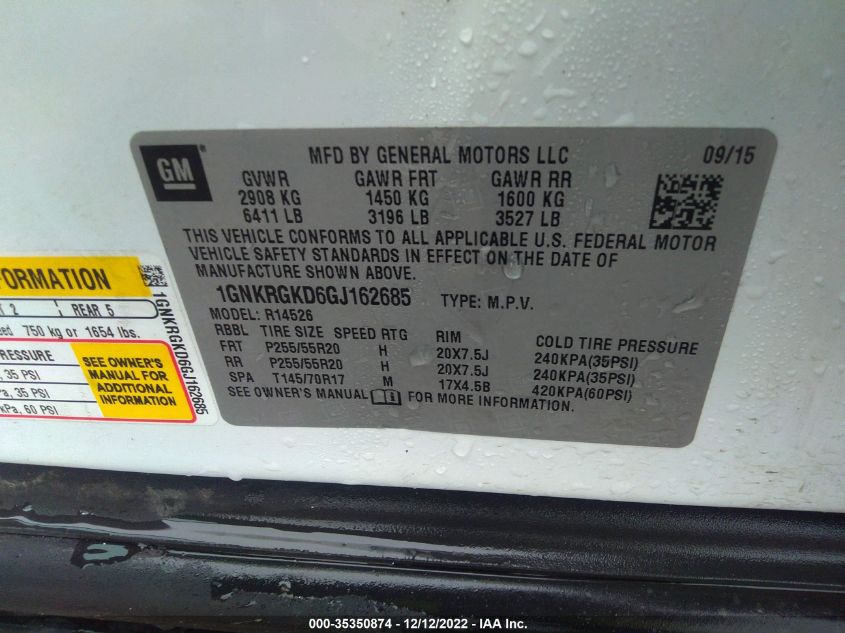 GM
MFD BY GENERAL MOTORS LLC 09/15
GVWR GAWR FRT GAWR RR
2908 KG 1450 KG 1600 KG
6411 LB 3196 LB 3527 LB
THIS VEHICLE CONFORMS TO ALL APPLICABLE U.S. FEDERAL MOTOR
VEHICLE SAFETY STANDARDS IN EFFECT ON THE DATE OF
MANUFACTURE SHOWN ABOVE.
1GNKRGKD6GJ162685 TYPE: M.P.V.
MODEL: R14526
RBBL TIRE SIZE SPEED RTG RIM COLD TIRE PRESSURE
FRT P255/55R20 H 20X7.5J 240KPA(35PSI)
RR P255/55R20 H 20X7.5J 240KPA(35PSI)
SPA T145/70R17 M 17X4.5B 420KPA(60PSI)
SEE OWNER'S MANUAL FOR MORE INFORMATION.
FORMATION
2 REAR 5
ed 750 kg or 1654 lbs.
PRESSURE
, 35 PSI
a, 35 PSI
kPa, 60 PSI
SEE OWNER'S
MANUAL FOR
ADDITIONAL
INFORMATION
1GNKRGKD6GJ162685
000-35350874 - 12/12/2022 - IAA Inc.